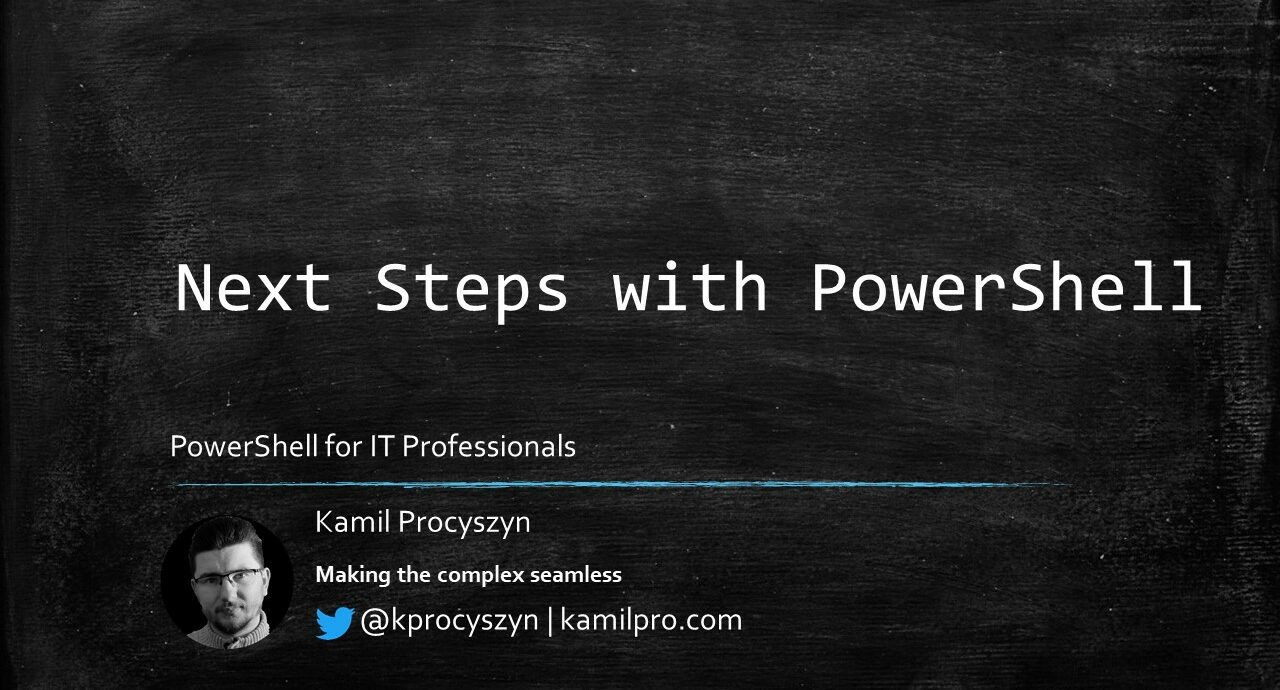 Next Steps with PowerShell
PowerShell for IT Professionals
Kamil Procyszyn
Making the complex seamless
@kprocyszyn | kamilpro.com